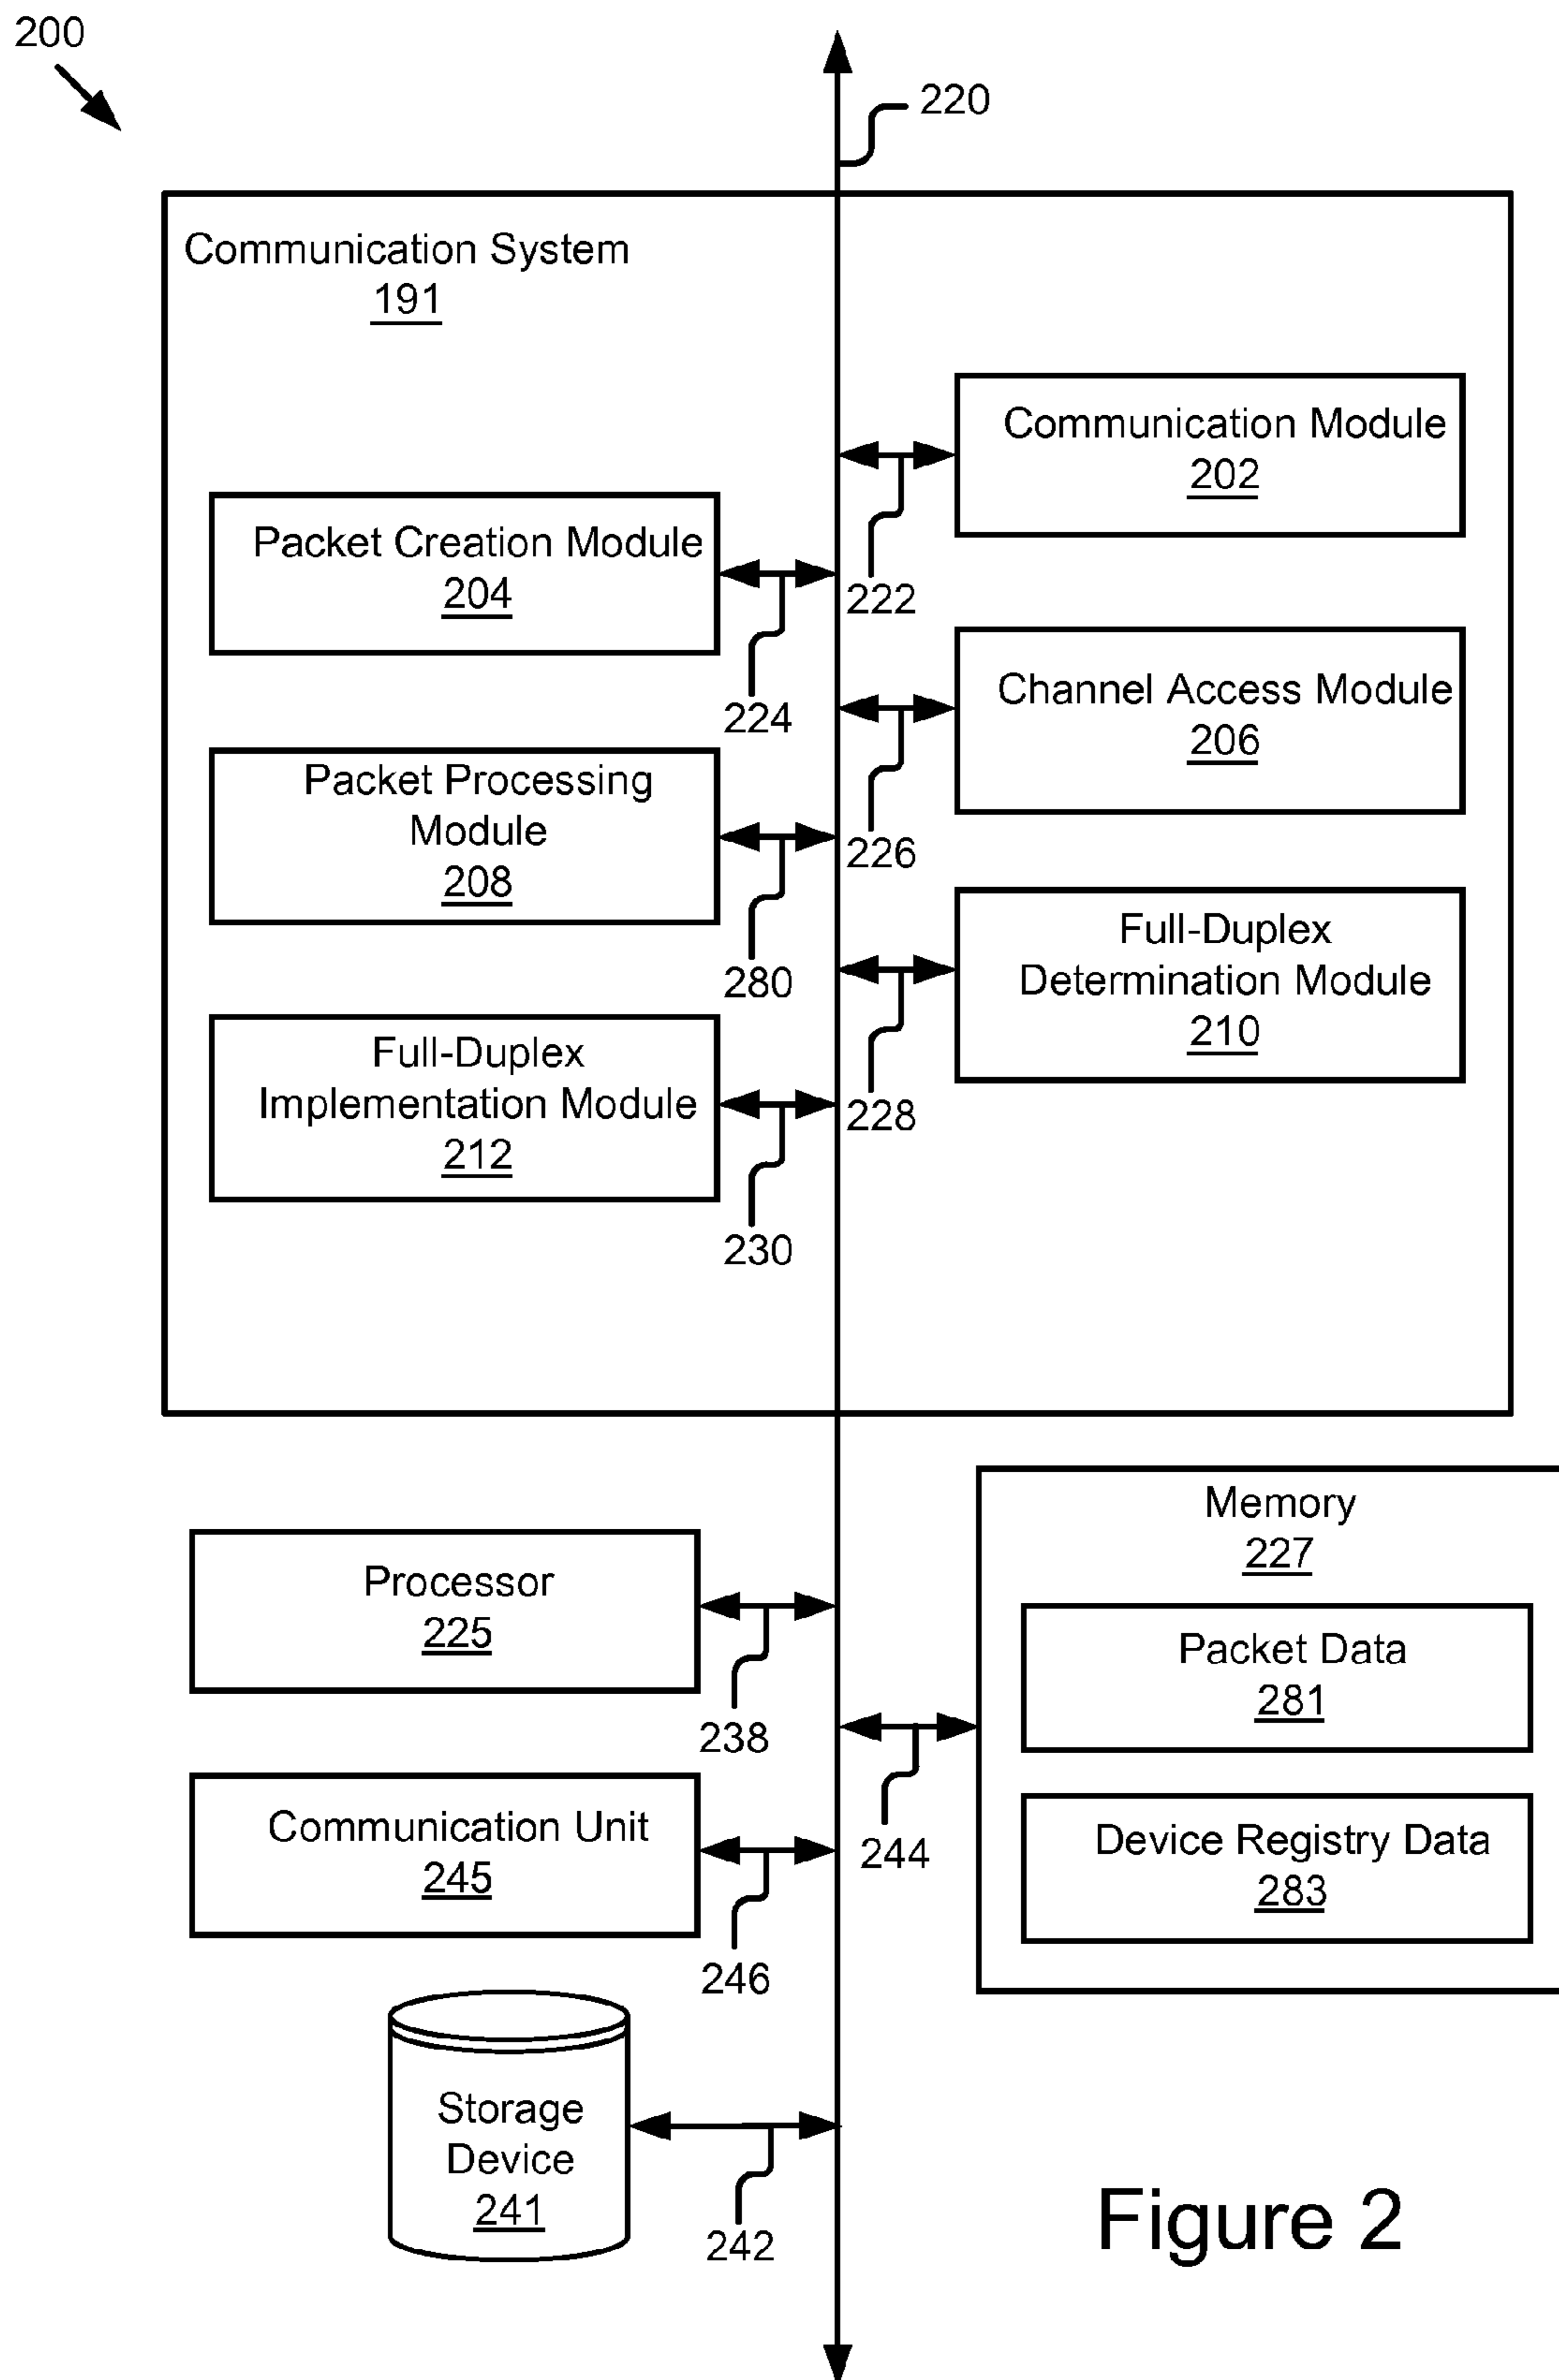 200
220
Communication System
191
Communication Module
202
Packet Creation Module
204
222
224
Channel Access Module
206
Packet Processing
Module
208
226
280
Full-Duplex
Determination Module
210
Full-Duplex
Implementation Module
212
228
230
Memory
227
Processor
225
Packet Data
281
238
Communication Unit
245
244
Device Registry Data
283
246
Storage
Device
241
242
Figure 2